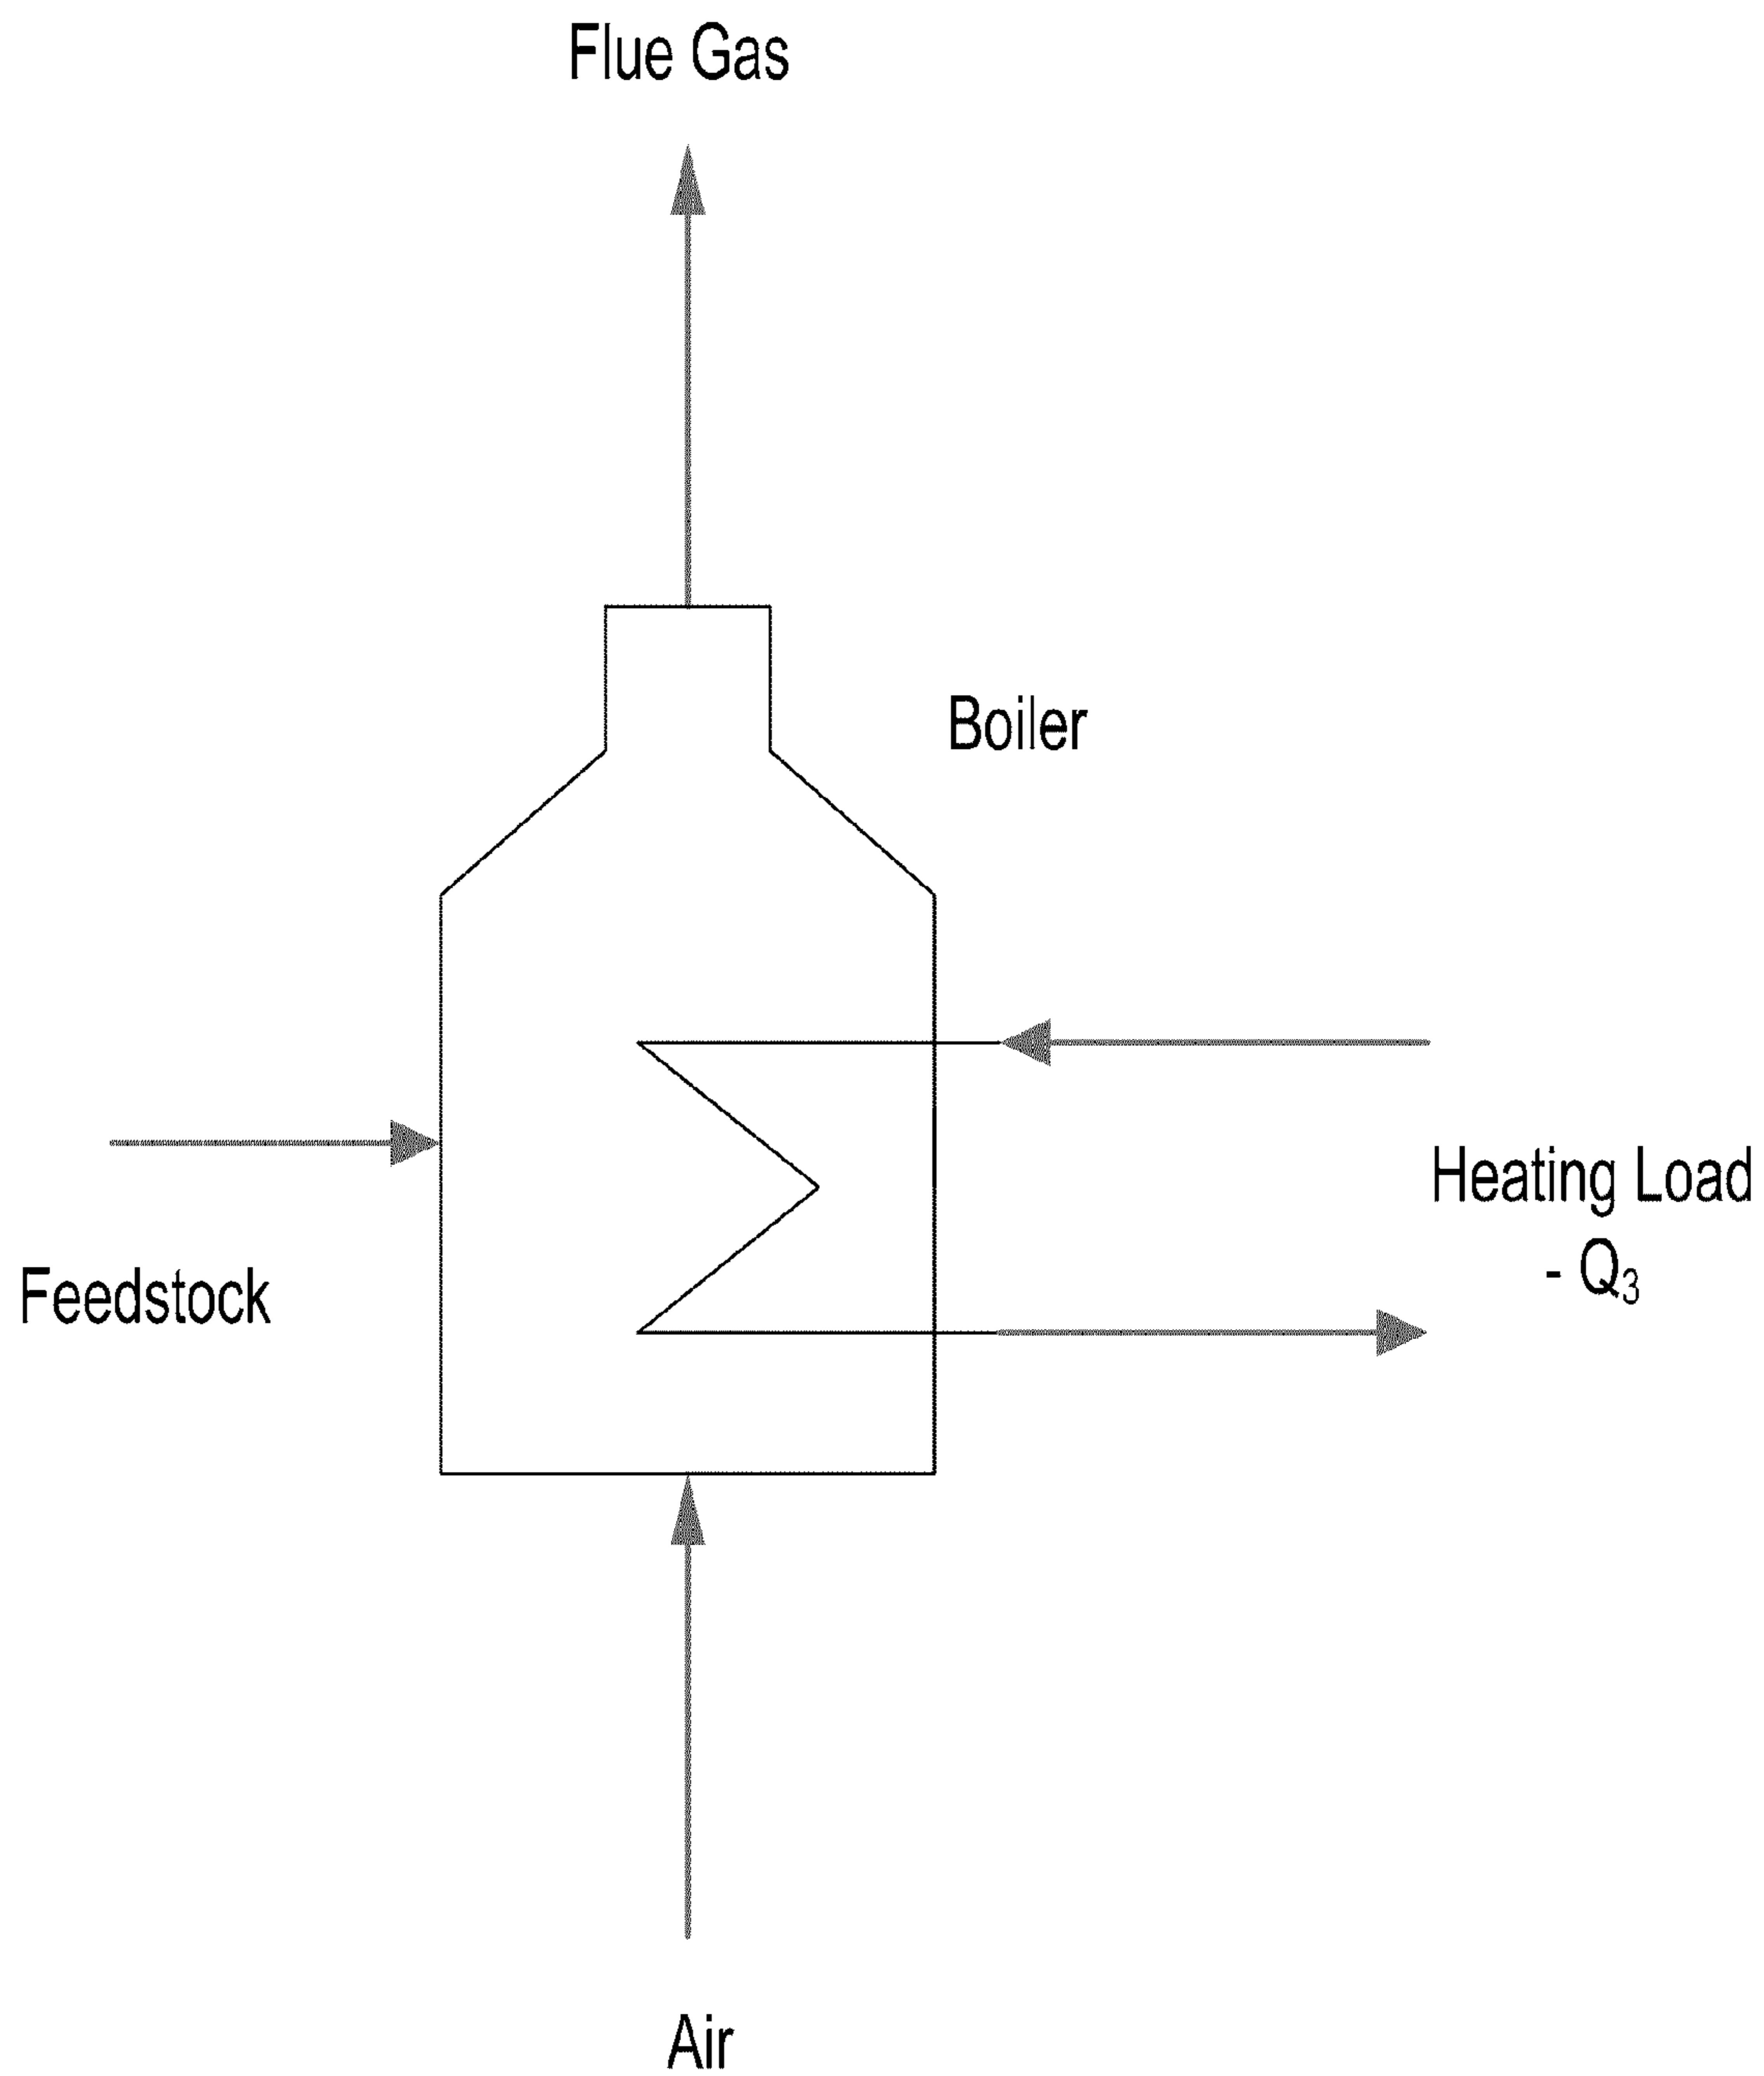 Flue Gas
Boiler
Heating Load
- Q₃
Feedstock
Air